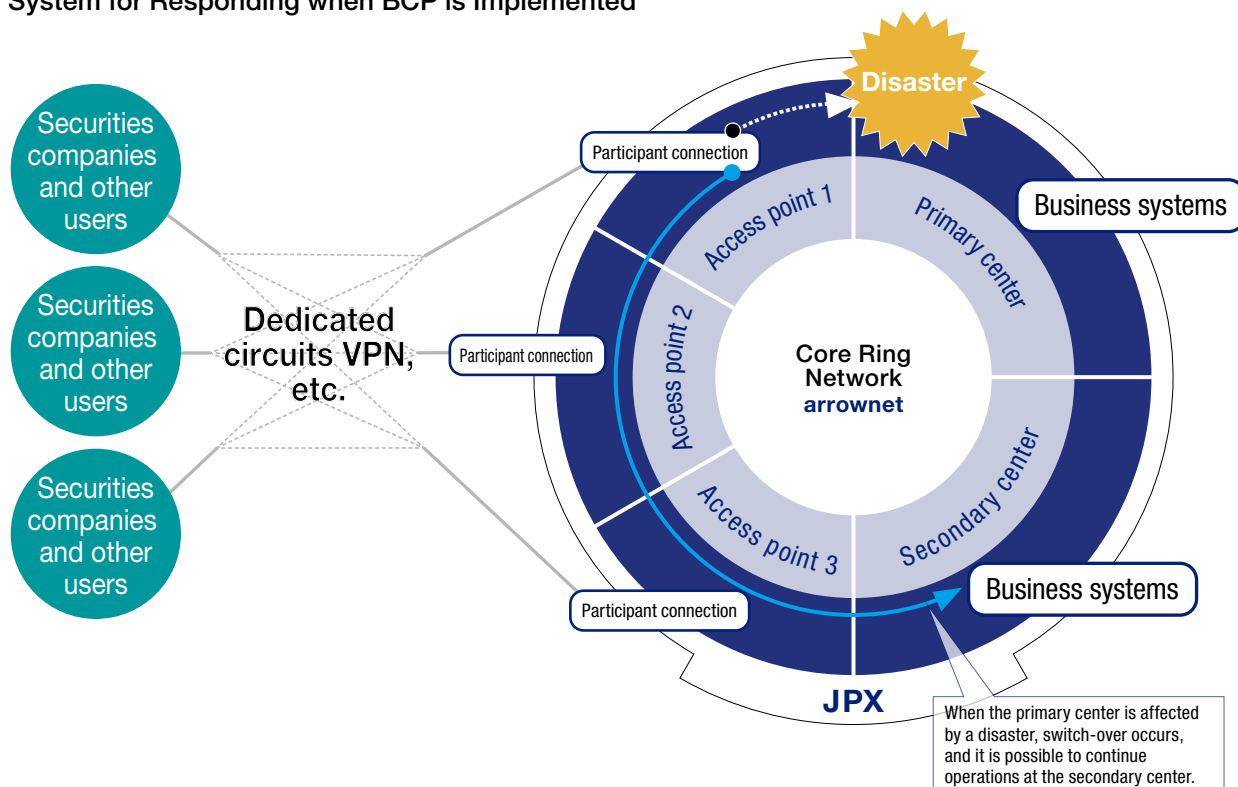 System for Responding when BCP is Implemented
Securities
companies
and other
users
Securities
companies
and other
users
Securities
companies
and other
users
Dedicated
circuits VPN,
etc.
Participant connection
Participant connection
Participant connection
Disaster
Access point 1
Access point 2
Access point 3
Primary center
Secondary center
Core Ring
Network
arrownet
Business systems
Business systems
JPX
When the primary center is affected
by a disaster, switch-over occurs,
and it is possible to continue
operations at the secondary center.